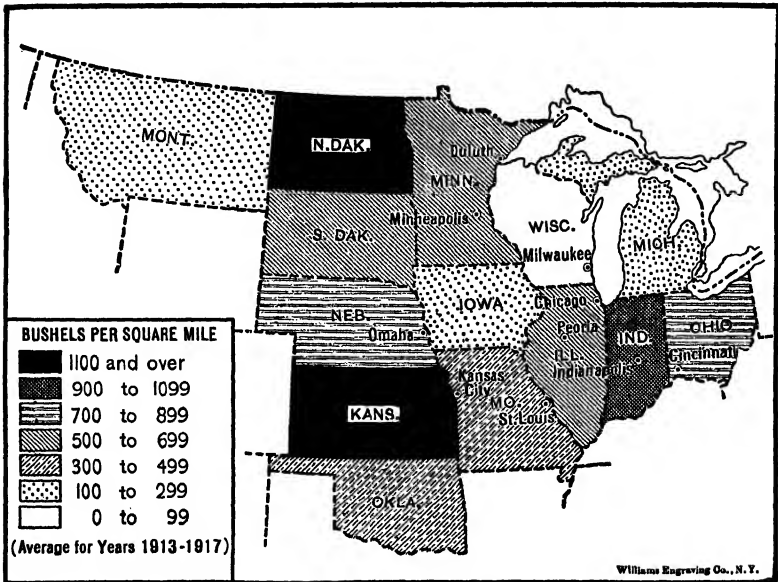 MONT.
N.DAK.
Duluth
MINN.
Minneapolis
S. DAK.
WISC.
Milwaukee
MICH.
IOWA
NEB.
Omaha
Chicago
Peoria
ILL.
IND.
Indianapolis
OHIO
Cincinnati
Kansas
City
MO.
St. Louis
KANS.
OKLA.
BUSHELS PER SQUARE MILE
1100 and over
900 to 1099
700 to 899
500 to 699
300 to 499
100 to 299
0 to 99
(Average for Years 1913-1917)
Williams Engraving Co., N.Y.